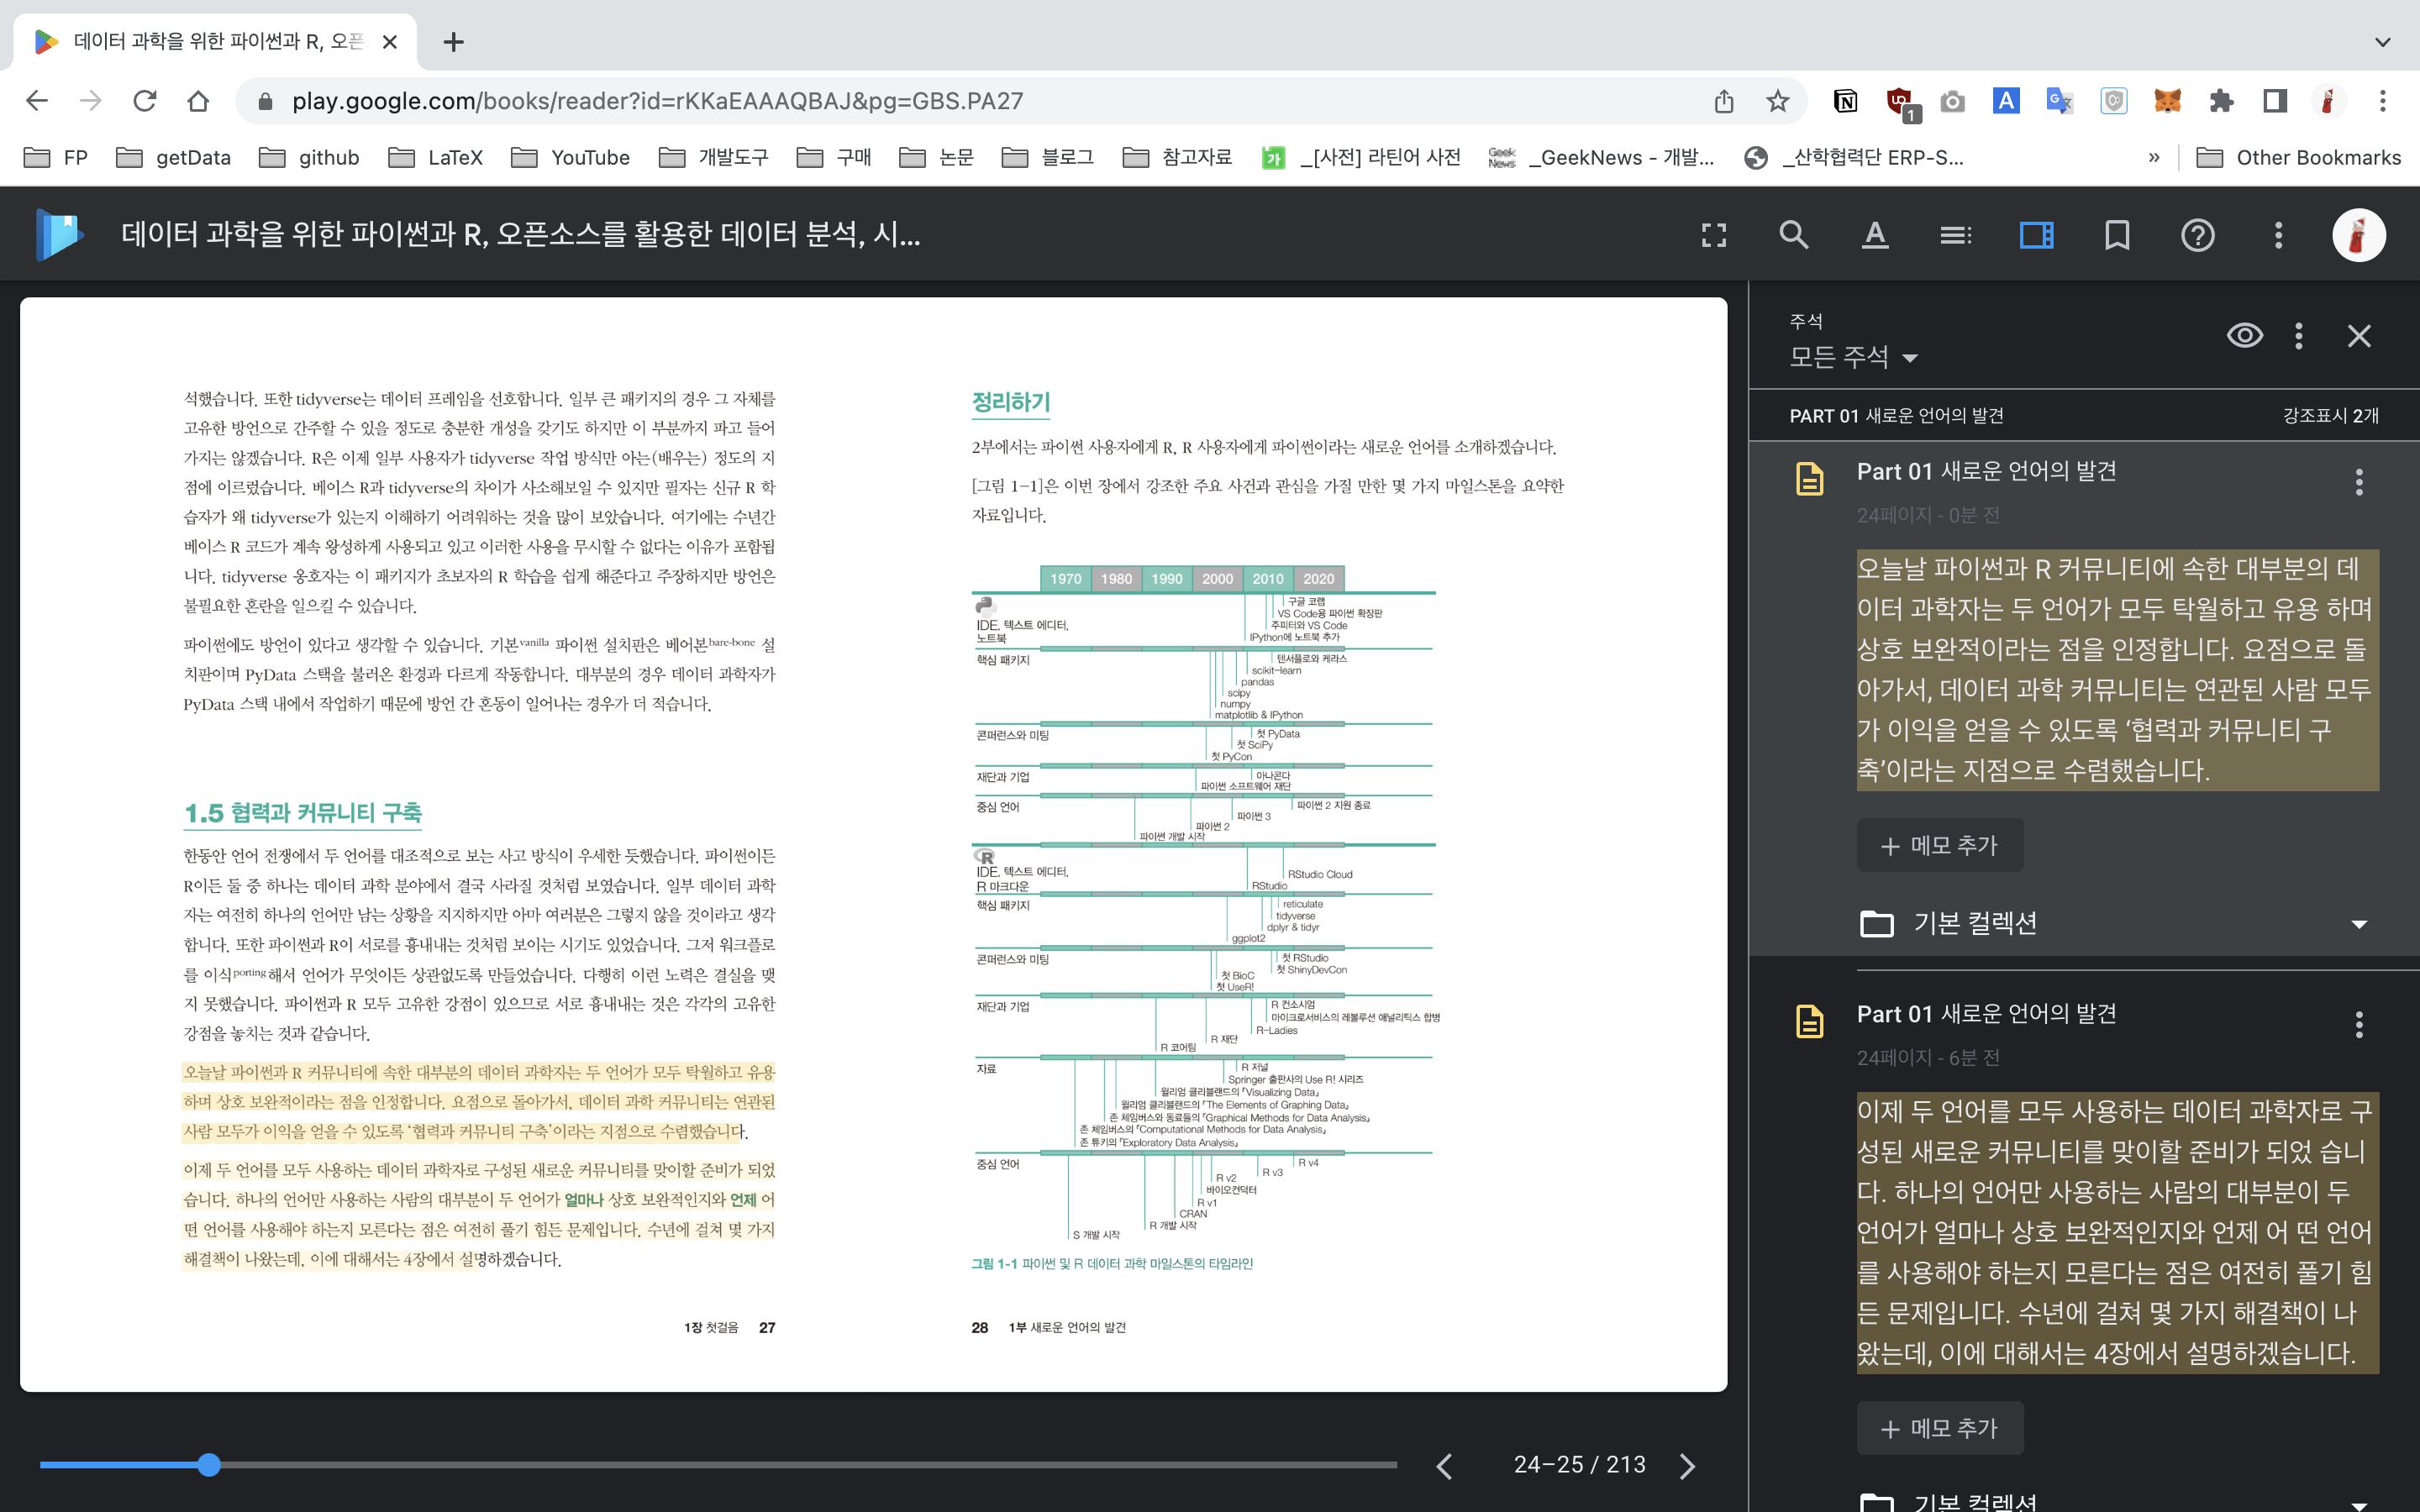 데이터 과학을 위한 파이썬과 R, 오픈
play.google.com/books/reader?id=rKKaEAAAQBAJ&pg=GBS.PA27
1
FP
getData
github
LaTeX
YouTube
개발도구
구매
논문
블로그
참고자료
_[사전] 라틴어 사전
_GeekNews - 개발...
_산학협력단 ERP-S...
»
Other Bookmarks
데이터 과학을 위한 파이썬과 R, 오픈소스를 활용한 데이터 분석, 시...
석했습니다. 또한 tidyverse는 데이터 프레임을 선호합니다. 일부 큰 패키지의 경우 그 자체를
고유한 방언으로 간주할 수 있을 정도로 충분한 개성을 갖기도 하지만 이 부분까지 파고 들어
가지는 않겠습니다. R은 이제 일부 사용자가 tidyverse 작업 방식만 아는(배우는) 정도의 지
점에 이르렀습니다. 베이스 R과 tidyverse의 차이가 사소해보일 수 있지만 필자는 신규 R 학
습자가 왜 tidyverse가 있는지 이해하기 어려워하는 것을 많이 보았습니다. 여기에는 수년간
베이스 R 코드가 계속 왕성하게 사용되고 있고 이러한 사용을 무시할 수 없다는 이유가 포함됩
니다. tidyverse 옹호자는 이 패키지가 초보자의 R 학습을 쉽게 해준다고 주장하지만 방언은
불필요한 혼란을 일으킬 수 있습니다.
파이썬에도 방언이 있다고 생각할 수 있습니다. 기본vanilla 파이썬 설치판은 베어본bare-bone 설
치판이며 PyData 스택을 불러온 환경과 다르게 작동합니다. 대부분의 경우 데이터 과학자가
PyData 스택 내에서 작업하기 때문에 방언 간 혼동이 일어나는 경우가 더 적습니다.
1.5 협력과 커뮤니티 구축
한동안 언어 전쟁에서 두 언어를 대조적으로 보는 사고 방식이 우세한 듯했습니다. 파이썬이든
R이든 둘 중 하나는 데이터 과학 분야에서 결국 사라질 것처럼 보였습니다. 일부 데이터 과학
자는 여전히 하나의 언어만 남는 상황을 지지하지만 아마 여러분은 그렇지 않을 것이라고 생각
합니다. 또한 파이썬과 R이 서로를 흉내내는 것처럼 보이는 시기도 있었습니다. 그저 워크플로
를 이식porting해서 언어가 무엇이든 상관없도록 만들었습니다. 다행히 이런 노력은 결실을 맺
지 못했습니다. 파이썬과 R 모두 고유한 강점이 있으므로 서로 흉내내는 것은 각각의 고유한
강점을 놓치는 것과 같습니다.
오늘날 파이썬과 R 커뮤니티에 속한 대부분의 데이터 과학자는 두 언어가 모두 탁월하고 유용
하며 상호 보완적이라는 점을 인정합니다. 요점으로 돌아가서, 데이터 과학 커뮤니티는 연관된
사람 모두가 이익을 얻을 수 있도록 ‘협력과 커뮤니티 구축’이라는 지점으로 수렴했습니다.
이제 두 언어를 모두 사용하는 데이터 과학자로 구성된 새로운 커뮤니티를 맞이할 준비가 되었
습니다. 하나의 언어만 사용하는 사람의 대부분이 두 언어가 얼마나 상호 보완적인지와 언제 어
떤 언어를 사용해야 하는지 모른다는 점은 여전히 풀기 힘든 문제입니다. 수년에 걸쳐 몇 가지
해결책이 나왔는데, 이에 대해서는 4장에서 설명하겠습니다.
1장 첫걸음 27
정리하기
2부에서는 파이썬 사용자에게 R, R 사용자에게 파이썬이라는 새로운 언어를 소개하겠습니다.
[그림 1-1]은 이번 장에서 강조한 주요 사건과 관심을 가질 만한 몇 가지 마일스톤을 요약한
자료입니다.
1970 1980 1990 2000 2010 2020
IDE, 텍스트 에디터,
노트북
구글 코랩
VS Code용 파이썬 확장판
주피터와 VS Code
IPython에 노트북 추가
핵심 패키지
텐서플로와 케라스
scikit-learn
pandas
scipy
numpy
matplotlib & IPython
콘퍼런스와 미팅
첫 PyData
첫 SciPy
첫 PyCon
재단과 기업
아나콘다
파이썬 소프트웨어 재단
중심 언어
파이썬 2 지원 종료
파이썬 3
파이썬 2
파이썬 개발 시작
R
IDE, 텍스트 에디터,
R 마크다운
RStudio Cloud
RStudio
핵심 패키지
reticulate
tidyverse
dplyr & tidyr
ggplot2
콘퍼런스와 미팅
첫 RStudio
첫 ShinyDevCon
첫 BioC
첫 UseR!
재단과 기업
R 컨소시엄
마이크로서비스의 레볼루션 애널리틱스 합병
R-Ladies
R 재단
R 코어팀
자료
R 저널
Springer 출판사의 Use R! 시리즈
윌리엄 클리블랜드의 『Visualizing Data』
윌리엄 클리블랜드의 『The Elements of Graphing Data』
존 체임버스와 동료들의 『Graphical Methods for Data Analysis』
존 체임버스의 『Computational Methods for Data Analysis』
존 튜키의 『Exploratory Data Analysis』
중심 언어
R v4
R v3
R v2
바이오컨덕터
R v1
CRAN
R 개발 시작
S 개발 시작
그림 1-1 파이썬 및 R 데이터 과학 마일스톤의 타임라인
28 1부 새로운 언어의 발견
24–25 / 213
주석
모든 주석
PART 01 새로운 언어의 발견
강조표시 2개
Part 01 새로운 언어의 발견
24페이지 - 0분 전
오늘날 파이썬과 R 커뮤니티에 속한 대부분의 데
이터 과학자는 두 언어가 모두 탁월하고 유용 하며
상호 보완적이라는 점을 인정합니다. 요점으로 돌
아가서, 데이터 과학 커뮤니티는 연관된 사람 모두
가 이익을 얻을 수 있도록 ‘협력과 커뮤니티 구
축’이라는 지점으로 수렴했습니다.
+ 메모 추가
기본 컬렉션
Part 01 새로운 언어의 발견
24페이지 - 6분 전
이제 두 언어를 모두 사용하는 데이터 과학자로 구
성된 새로운 커뮤니티를 맞이할 준비가 되었 습니
다. 하나의 언어만 사용하는 사람의 대부분이 두
언어가 얼마나 상호 보완적인지와 언제 어 떤 언어
를 사용해야 하는지 모른다는 점은 여전히 풀기 힘
든 문제입니다. 수년에 걸쳐 몇 가지 해결책이 나
왔는데, 이에 대해서는 4장에서 설명하겠습니다.
+ 메모 추가
기본 컬렉션